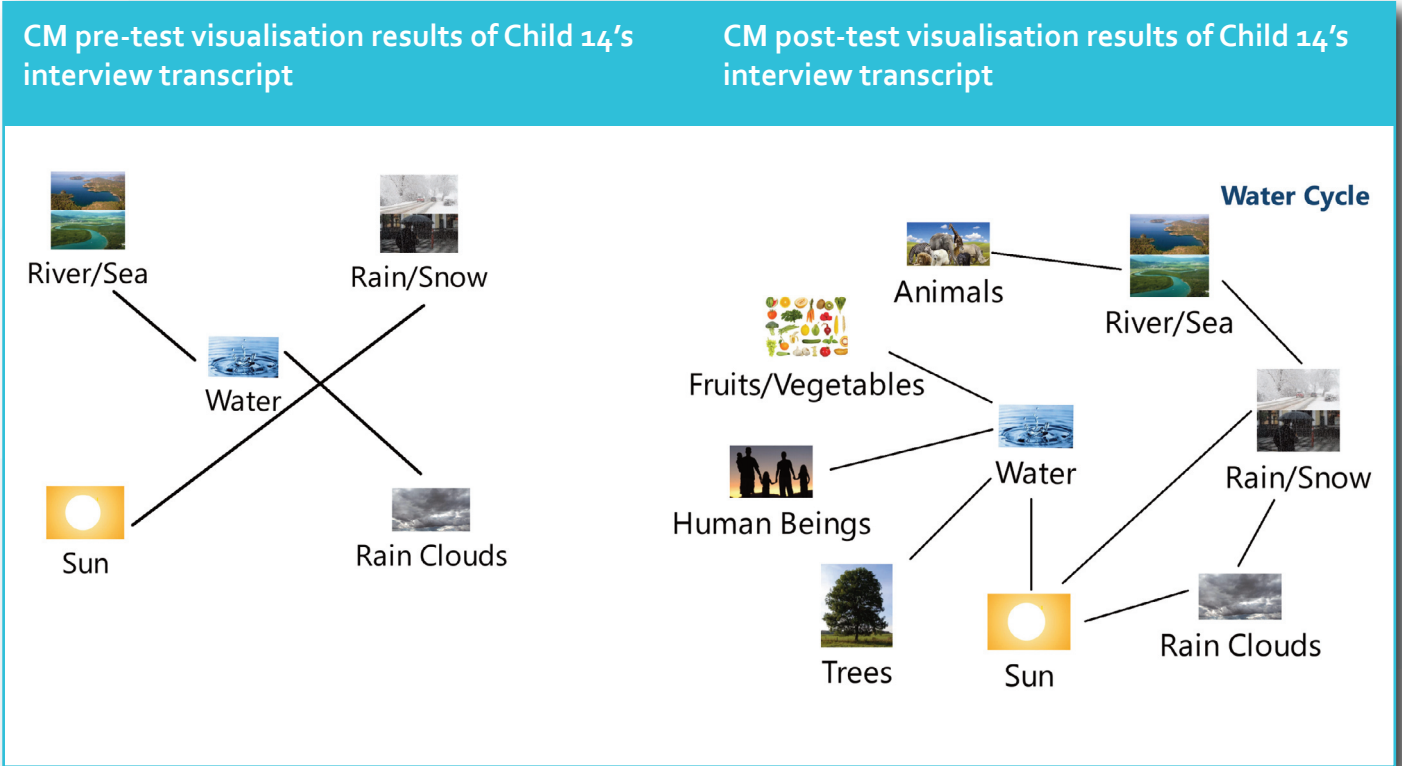 CM pre-test visualisation results of Child 14's
interview transcript
CM post-test visualisation results of Child 14's
interview transcript
River/Sea
Rain/Snow
Water
Sun
Rain Clouds
Water Cycle
Animals
River/Sea
Fruits/Vegetables
Water
Rain/Snow
Human Beings
Trees
Sun
Rain Clouds